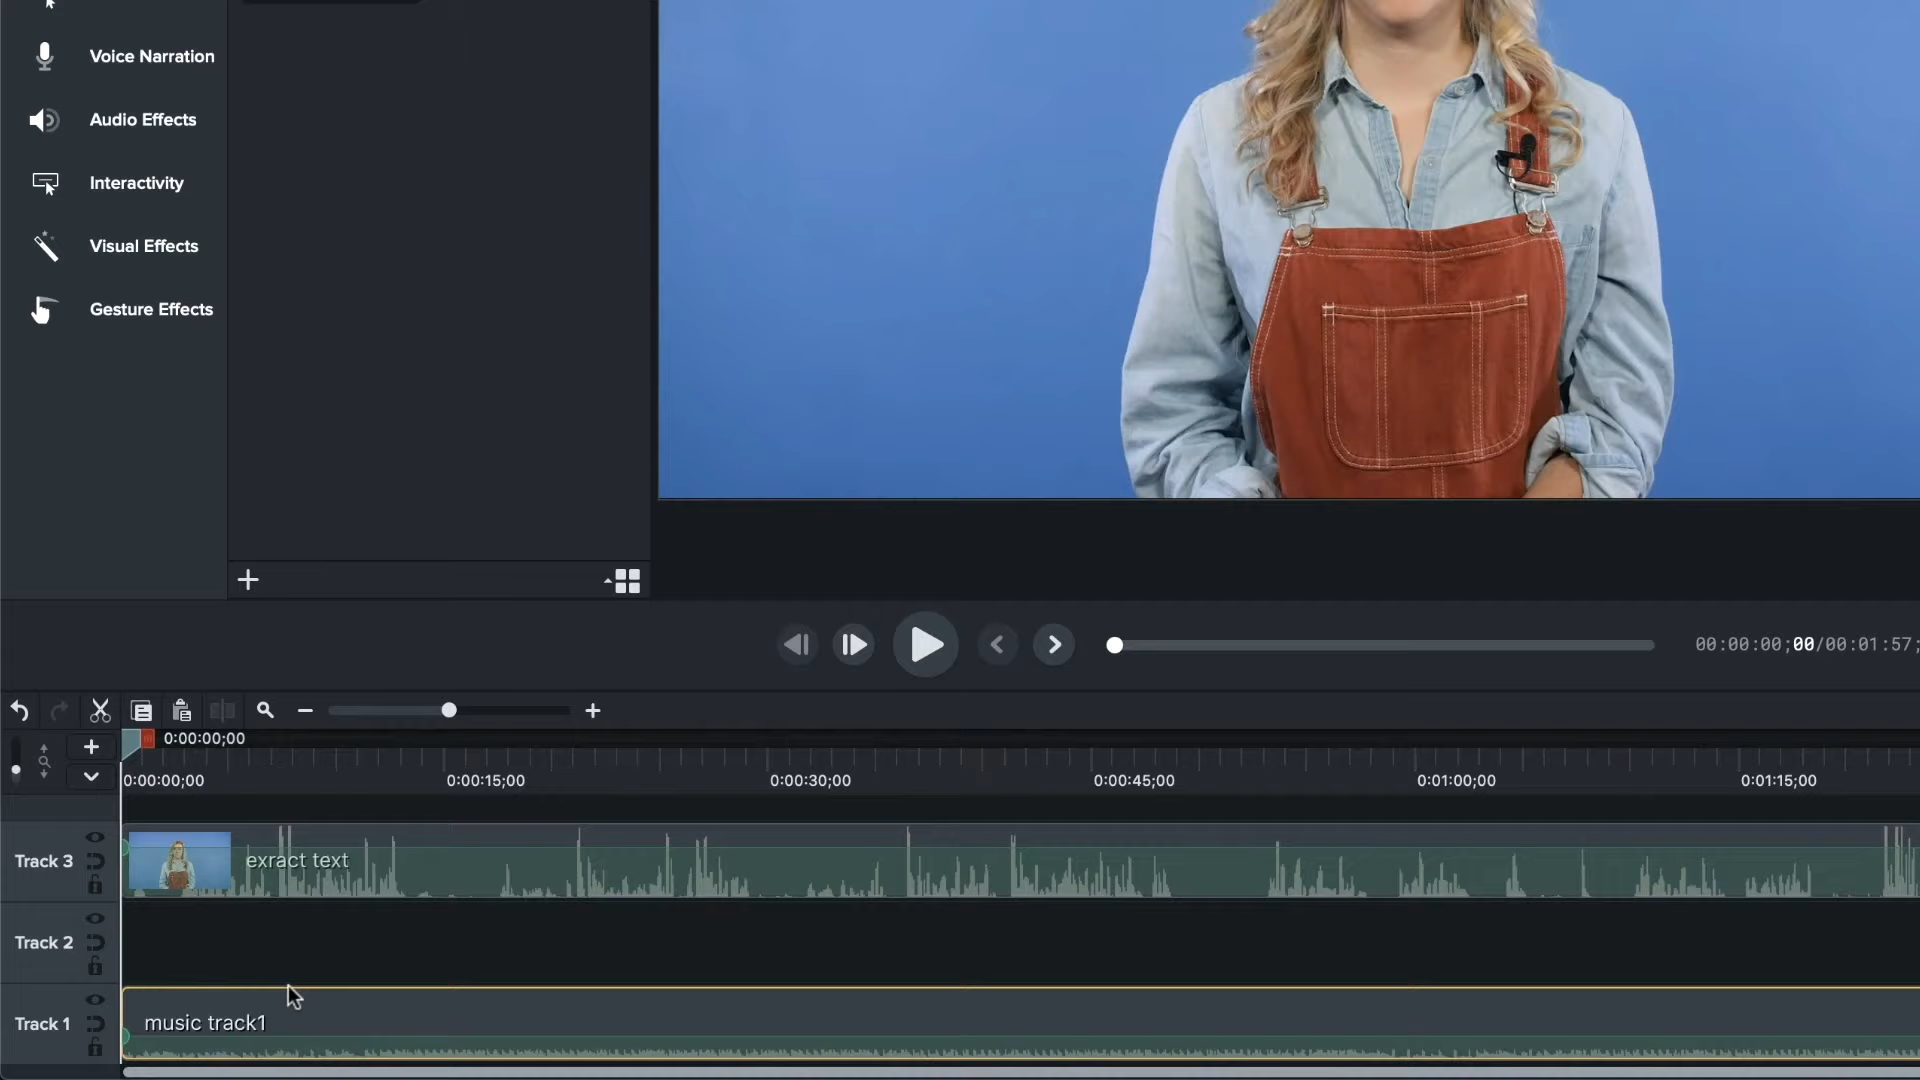 Voice Narration
Audio Effects
Interactivity
Visual Effects
Gesture Effects
00:00:00;00/00:01:57;
0:00:00;00
0:00:00;00 0:00:15;00 0:00:30;00 0:00:45;00 0:01:00;00 0:01:15;00
Track 3 exract text
Track 2
Track 1 music track1